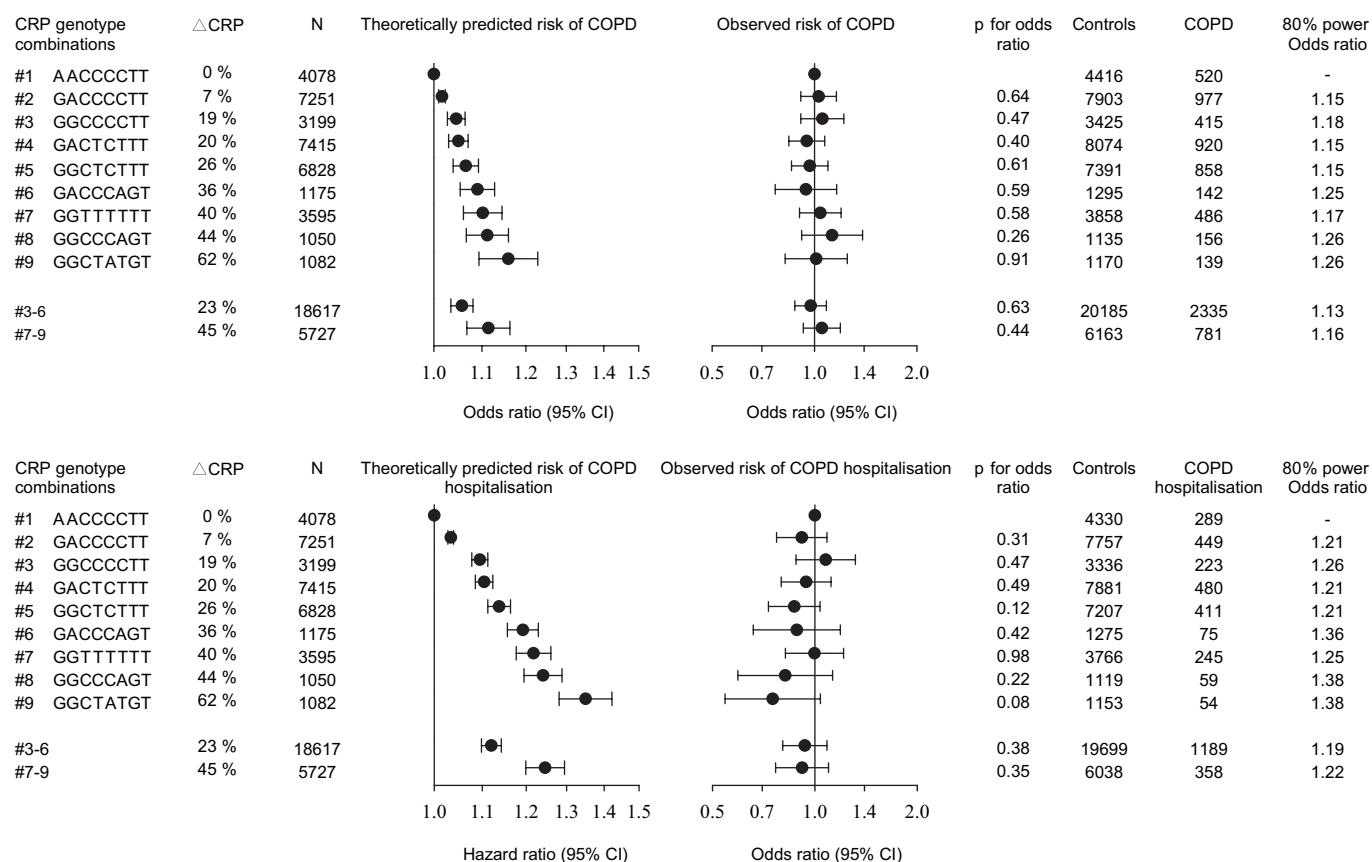 CRP genotype △CRP N Theoretically predicted risk of COPD Observed risk of COPD p for odds Controls COPD 80% power
combinations ratio Odds ratio
#1 AACCCCTT 0 % 4078 4416 520 -
#2 GACCCCTT 7 % 7251 0.64 7903 977 1.15
#3 GGCCCCTT 19 % 3199 0.47 3425 415 1.18
#4 GACTCTTT 20 % 7415 0.40 8074 920 1.15
#5 GGCTCTTT 26 % 6828 0.61 7391 858 1.15
#6 GACCCAGT 36 % 1175 0.59 1295 142 1.25
#7 GGTTTTTT 40 % 3595 0.58 3858 486 1.17
#8 GGCCCAGT 44 % 1050 0.26 1135 156 1.26
#9 GGCTATGT 62 % 1082 0.91 1170 139 1.26
#3-6 23 % 18617 0.63 20185 2335 1.13
#7-9 45 % 5727 0.44 6163 781 1.16
1.0 1.1 1.2 1.3 1.4 1.5 0.5 0.7 1.0 1.4 2.0
Odds ratio (95% CI) Odds ratio (95% CI)
CRP genotype △CRP N Theoretically predicted risk of COPD Observed risk of COPD hospitalisation p for odds Controls COPD 80% power
combinations hospitalisation ratio hospitalisation Odds ratio
#1 AACCCCTT 0 % 4078 4330 289 -
#2 GACCCCTT 7 % 7251 0.31 7757 449 1.21
#3 GGCCCCTT 19 % 3199 0.47 3336 223 1.26
#4 GACTCTTT 20 % 7415 0.49 7881 480 1.21
#5 GGCTCTTT 26 % 6828 0.12 7207 411 1.21
#6 GACCCAGT 36 % 1175 0.42 1275 75 1.36
#7 GGTTTTTT 40 % 3595 0.98 3766 245 1.25
#8 GGCCCAGT 44 % 1050 0.22 1119 59 1.38
#9 GGCTATGT 62 % 1082 0.08 1153 54 1.38
#3-6 23 % 18617 0.38 19699 1189 1.19
#7-9 45 % 5727 0.35 6038 358 1.22
1.0 1.1 1.2 1.3 1.4 1.5 0.5 0.7 1.0 1.4 2.0
Hazard ratio (95% CI) Odds ratio (95% CI)